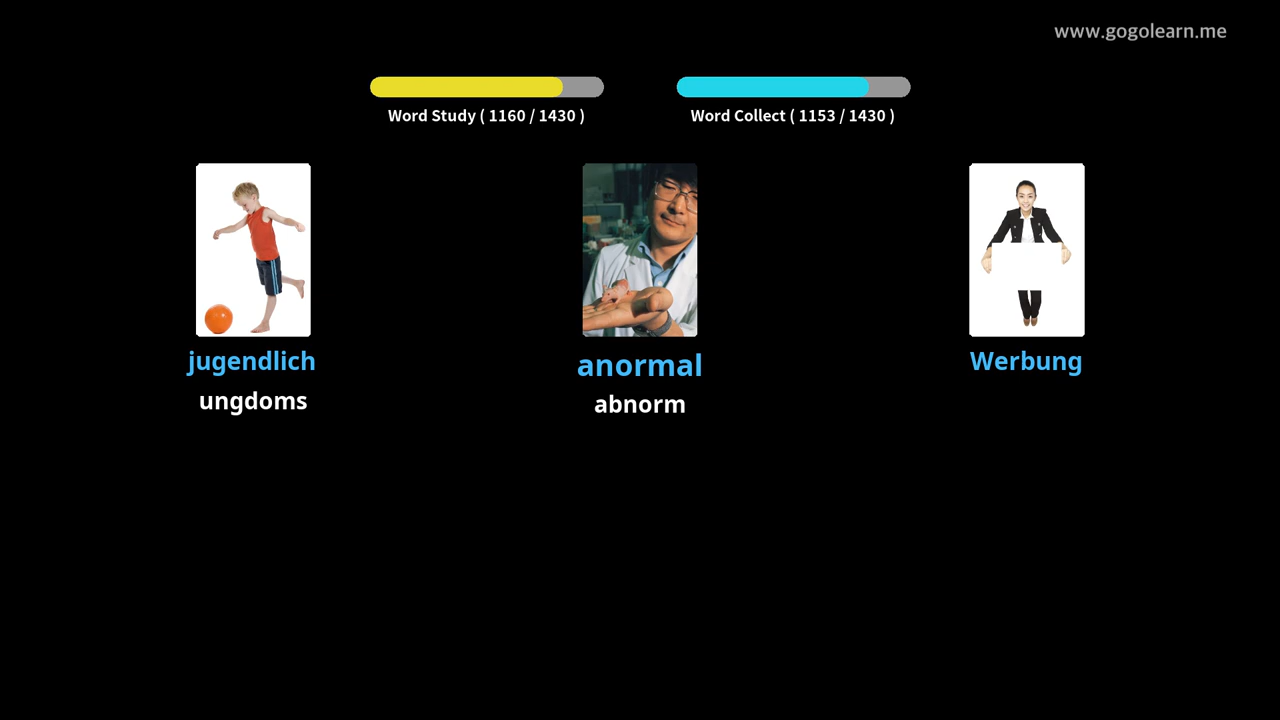 www.gogolearn.me
Word Study ( 1160 / 1430 )
Word Collect ( 1153 / 1430 )
jugendlich
ungdoms
anormal
abnorm
Werbung